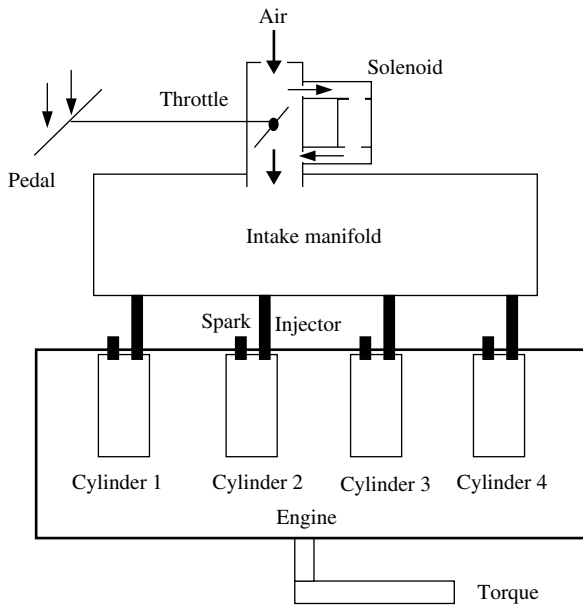 Air
Solenoid
Throttle
Pedal
Intake manifold
Spark
Injector
Cylinder 1
Cylinder 2
Cylinder 3
Cylinder 4
Engine
Torque